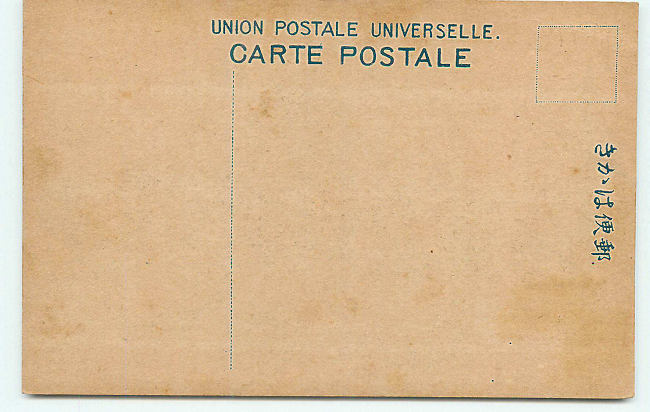 UNION POSTALE UNIVERSELLE.
CARTE POSTALE
郵便はがき